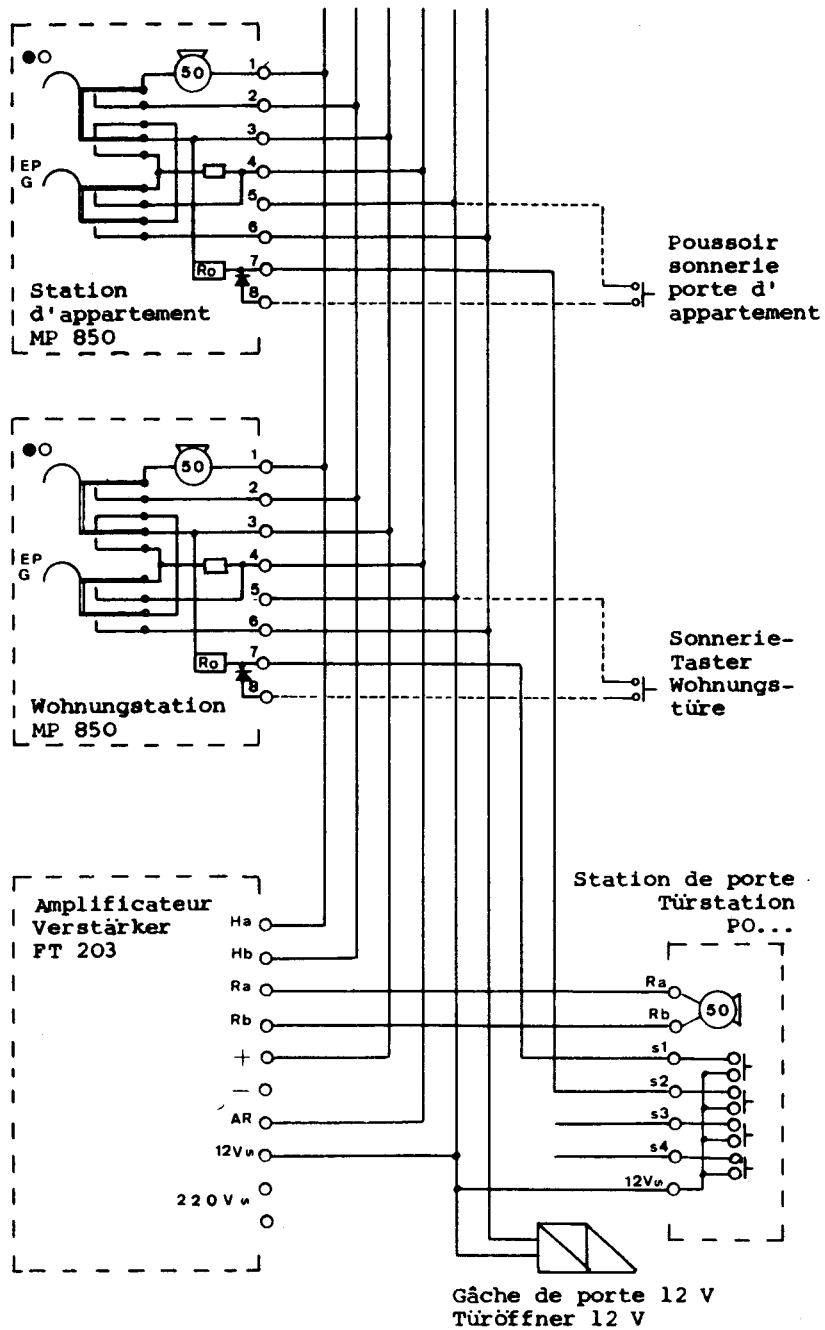 50
1
2
3
4
EP
G
5
6
Ro
7
8
Station
d'appartement
MP 850
Poussoir
sonnerie
porte d'
appartement
50
1
2
3
4
EP
G
5
6
Ro
7
8
Wohnungstation
MP 850
Sonnerie-
Taster
Wohnungs-
türe
Amplificateur
Verstärker
FT 203
Ha
Hb
Ra
Rb
+
−
AR
12V∽
220V∽
Station de porte
Türstation
PO...
Ra
Rb
50
s1
s2
s3
s4
12V∽
Gâche de porte 12 V
Türöffner 12 V